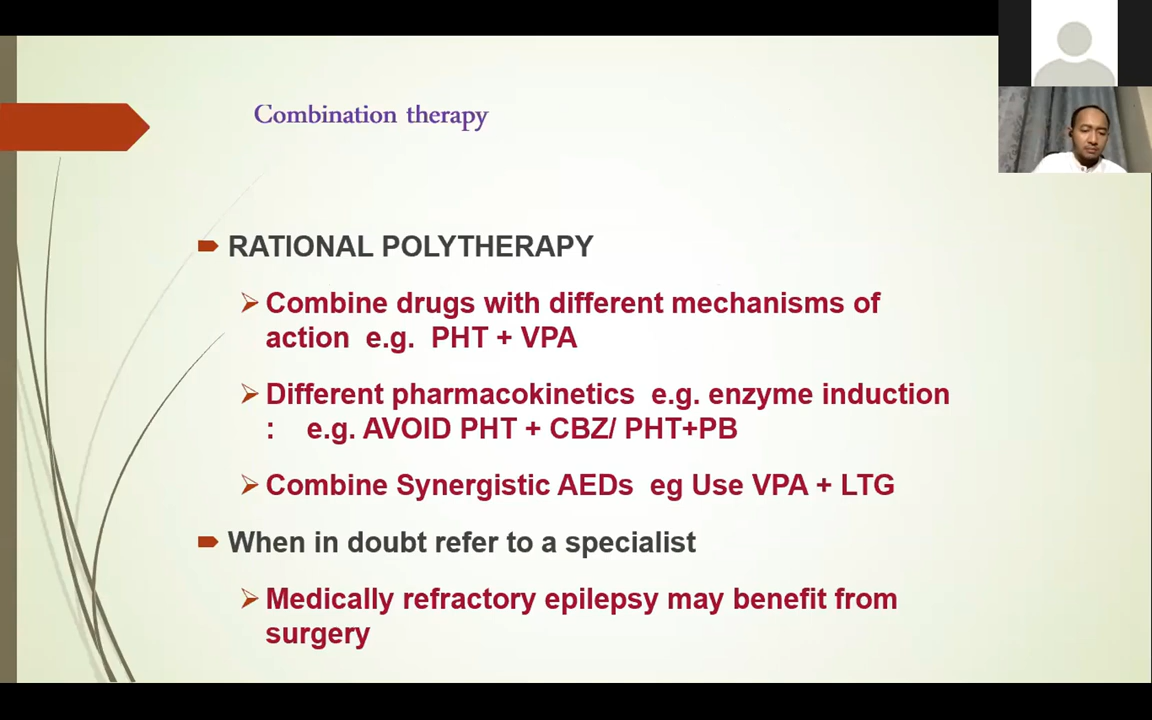 Combination therapy
RATIONAL POLYTHERAPY
Combine drugs with different mechanisms of
action e.g. PHT + VPA
Different pharmacokinetics e.g. enzyme induction
: e.g. AVOID PHT + CBZ/ PHT+PB
Combine Synergistic AEDs eg Use VPA + LTG
When in doubt refer to a specialist
Medically refractory epilepsy may benefit from
surgery